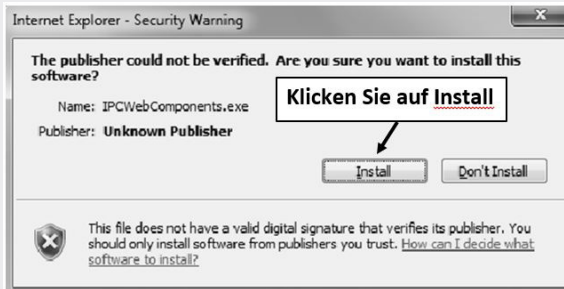 Internet Explorer - Security Warning
The publisher could not be verified. Are you sure you want to install this
software?
Klicken Sie auf Install
Name: IPCWebComponents.exe
Publisher: Unknown Publisher
Install
Don't Install
This file does not have a valid digital signature that verifies its publisher. You
should only install software from publishers you trust. How can I decide what
software to install?